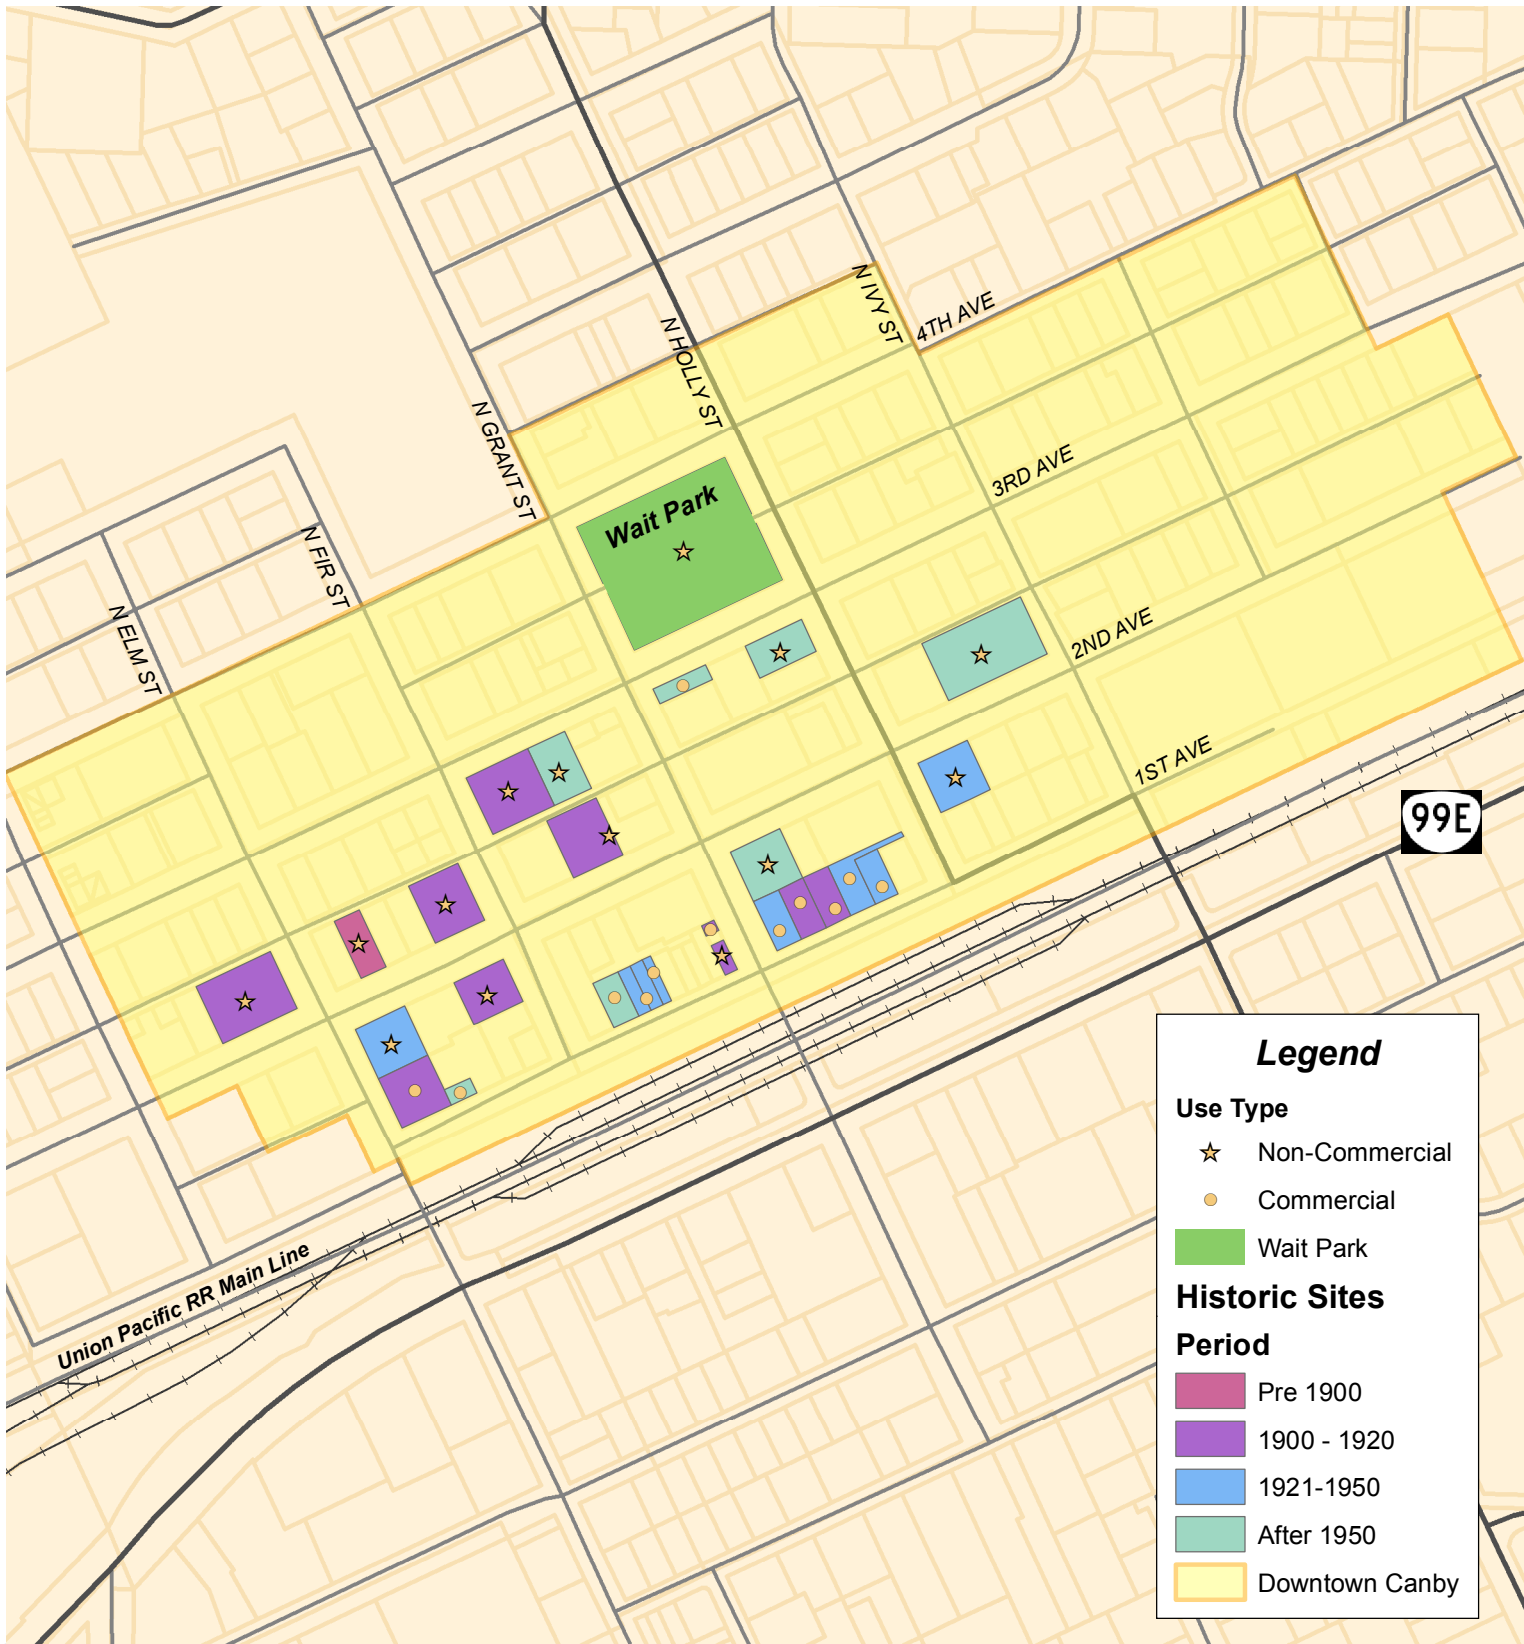 N IVY ST
4TH AVE
N HOLLY ST
N GRANT ST
3RD AVE
Wait Park
N FIR ST
N ELM ST
2ND AVE
1ST AVE
99E
Union Pacific RR Main Line
Legend
Use Type
Non-Commercial
Commercial
Wait Park
Historic Sites
Period
Pre 1900
1900 - 1920
1921-1950
After 1950
Downtown Canby